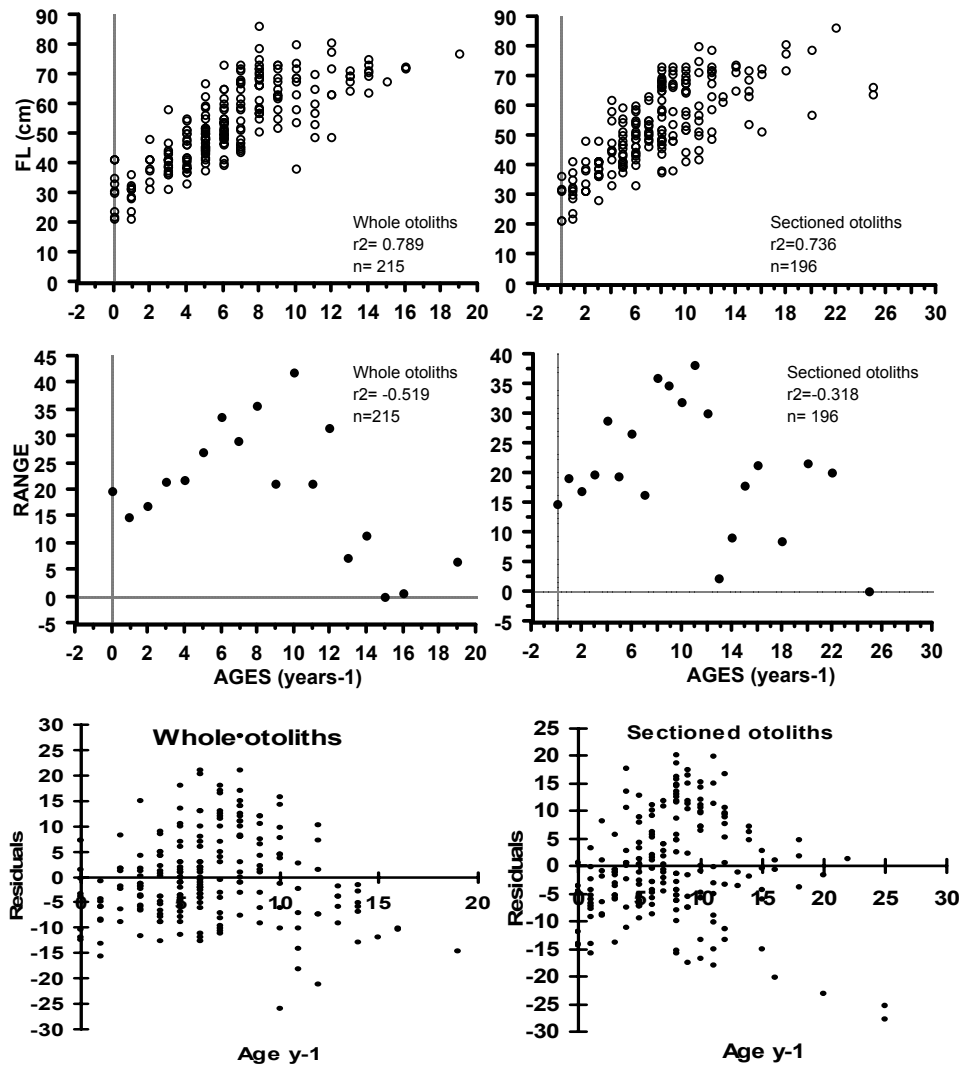 90
80
70
60
50
40
30
20
10
0
FL (cm)
-2 0 2 4 6 8 10 12 14 16 18 20
Whole otoliths
r2= 0.789
n= 215
90
80
70
60
50
40
30
20
10
0
-2 2 6 10 14 18 22 26 30
Sectioned otoliths
r2=0.736
n=196
45
40
35
30
25
20
15
10
5
0
-5
RANGE
-2 0 2 4 6 8 10 12 14 16 18 20
AGES (years-1)
Whole otoliths
r2= -0.519
n=215
40
35
30
25
20
15
10
5
0
-5
-2 2 6 10 14 18 22 26 30
AGES (years-1)
Sectioned otoliths
r2=-0.318
n= 196
Whole•otoliths
30
25
20
15
10
5
0
-5
-10
-15
-20
-25
-30
Residuals
0 5 10 15 20
Age y-1
Sectioned otoliths
25
20
15
10
5
0
-5
-10
-15
-20
-25
-30
Residuals
0 5 10 15 20 25 30
Age y-1